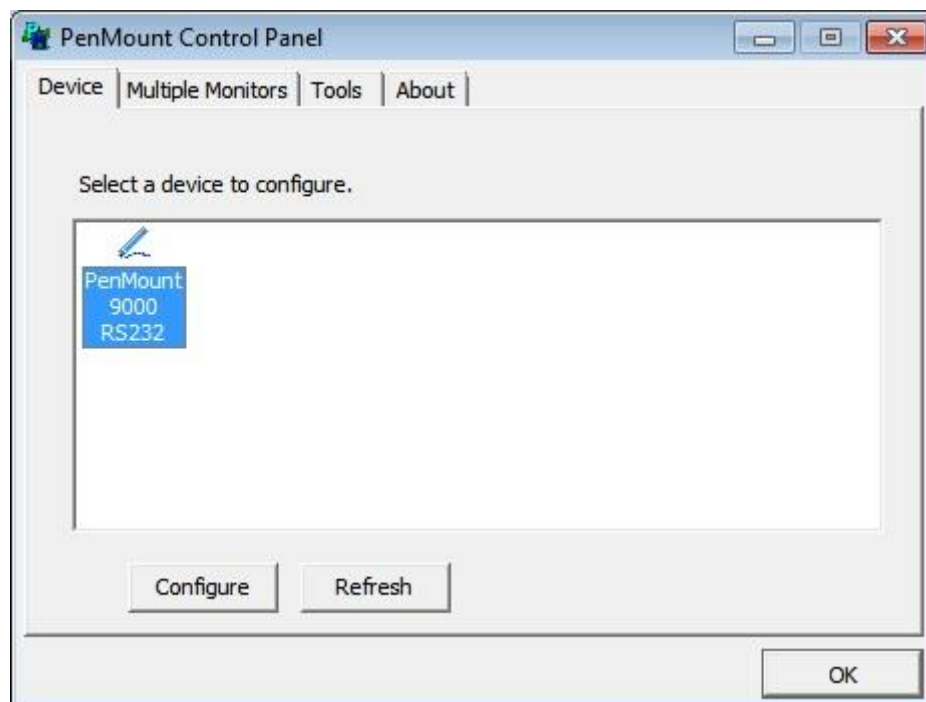 PenMount Control Panel
Device Multiple Monitors Tools About
Select a device to configure.
PenMount
9000
RS232
Configure Refresh
OK